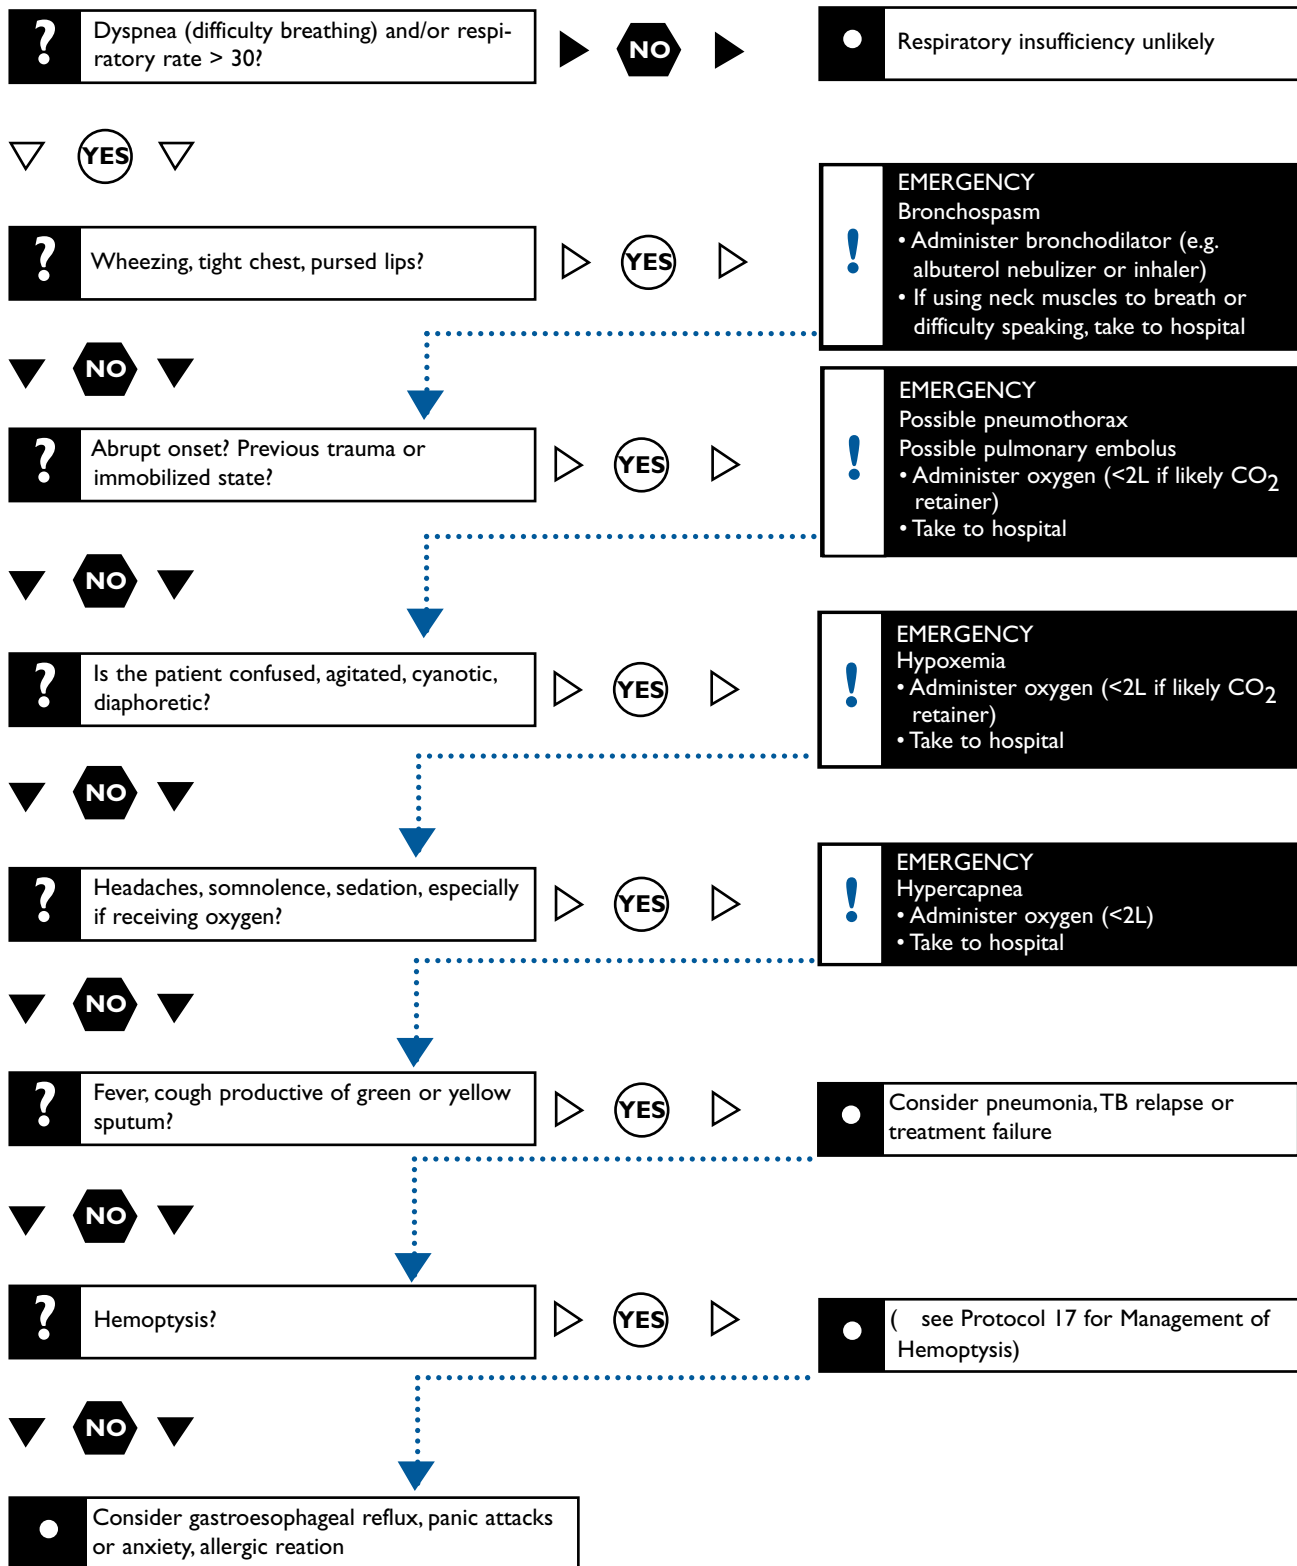 ?
Dyspnea (difficulty breathing) and/or respi-
ratory rate > 30?
NO
Respiratory insufficiency unlikely
YES
?
Wheezing, tight chest, pursed lips?
YES
!
EMERGENCY
Bronchospasm
• Administer bronchodilator (e.g.
albuterol nebulizer or inhaler)
• If using neck muscles to breath or
difficulty speaking, take to hospital
NO
?
Abrupt onset? Previous trauma or
immobilized state?
YES
!
EMERGENCY
Possible pneumothorax
Possible pulmonary embolus
• Administer oxygen (<2L if likely CO2
retainer)
• Take to hospital
NO
?
Is the patient confused, agitated, cyanotic,
diaphoretic?
YES
!
EMERGENCY
Hypoxemia
• Administer oxygen (<2L if likely CO2
retainer)
• Take to hospital
NO
?
Headaches, somnolence, sedation, especially
if receiving oxygen?
YES
!
EMERGENCY
Hypercapnea
• Administer oxygen (<2L)
• Take to hospital
NO
?
Fever, cough productive of green or yellow
sputum?
YES
Consider pneumonia, TB relapse or
treatment failure
NO
?
Hemoptysis?
YES
( see Protocol 17 for Management of
Hemoptysis)
NO
Consider gastroesophageal reflux, panic attacks
or anxiety, allergic reation